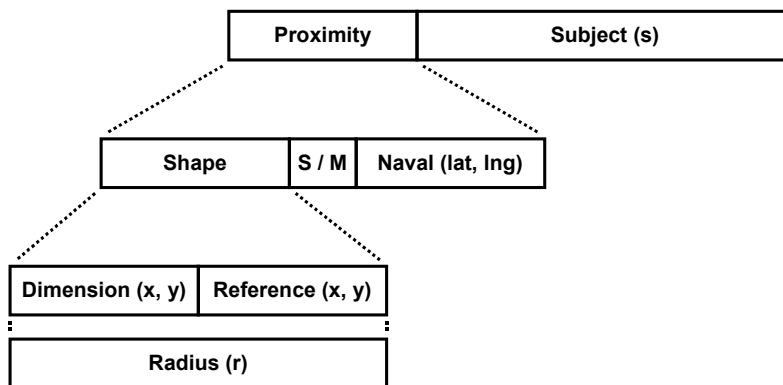 Proximity Subject (s)
Shape S / M Naval (lat, lng)
Dimension (x, y) Reference (x, y)
Radius (r)